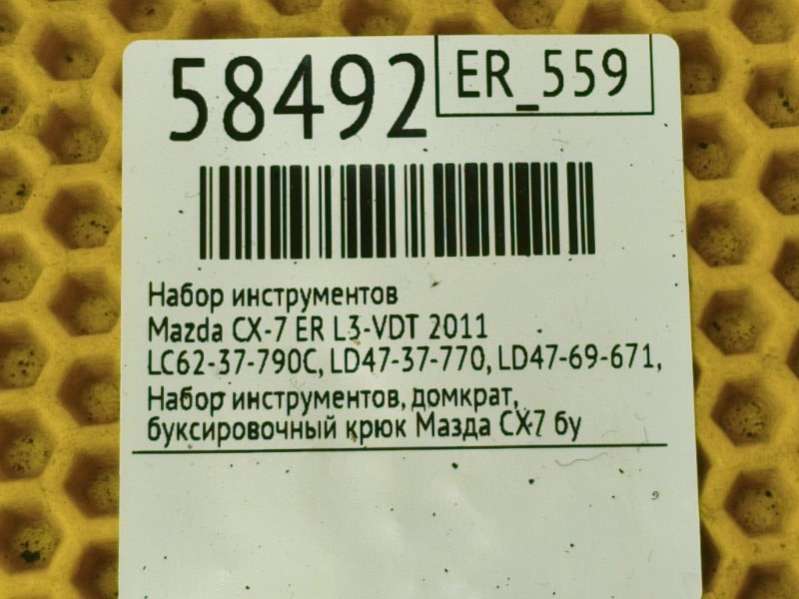 58492
ER_559
Набор инструментов
Mazda CX-7 ER L3-VDT 2011
LC62-37-790C, LD47-37-770, LD47-69-671,
Набор инструментов, домкрат,
буксировочный крюк Мазда СХ-7 бу